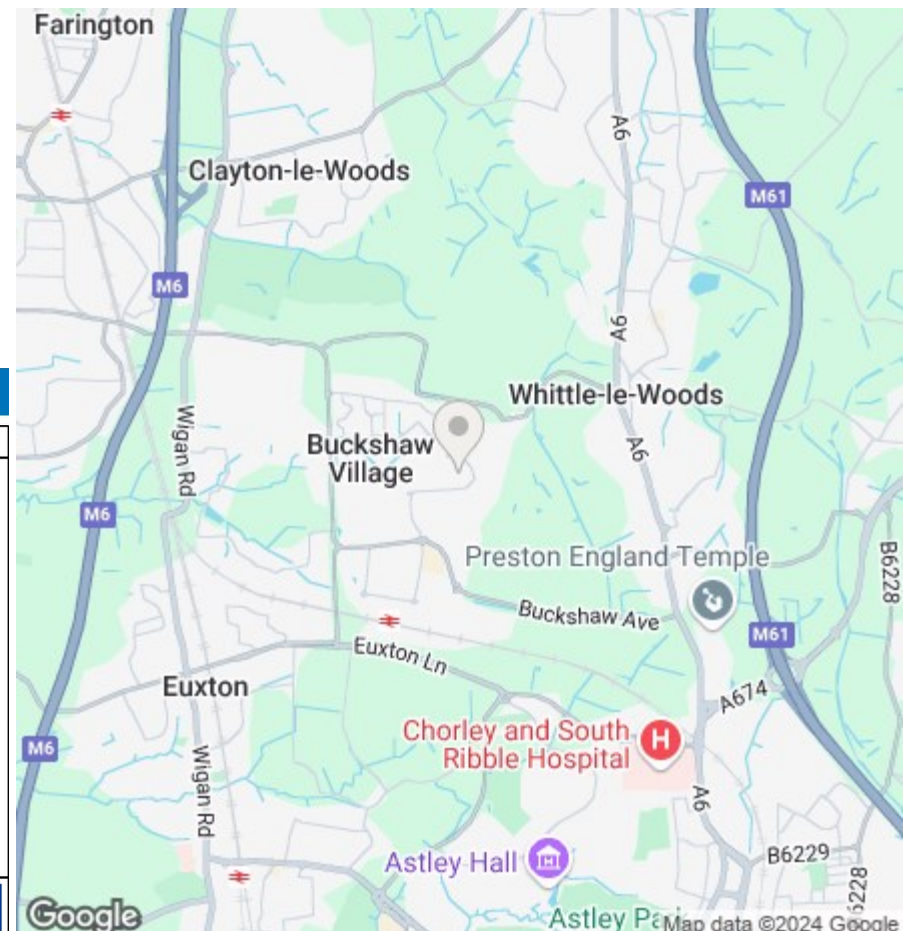 Farington
A6
Clayton-le-Woods
M61
M6
A6
Whittle-le-Woods
Wigan Rd
Buckshaw
Village
A6
M6
Preston England Temple
B6228
Buckshaw Ave
M61
Euxton Ln
Euxton
A674
Chorley and South
Ribble Hospital
H
M6
Wigan Rd
A6
B6229
Astley Hall
Google
Astley
Map data ©2024 Google